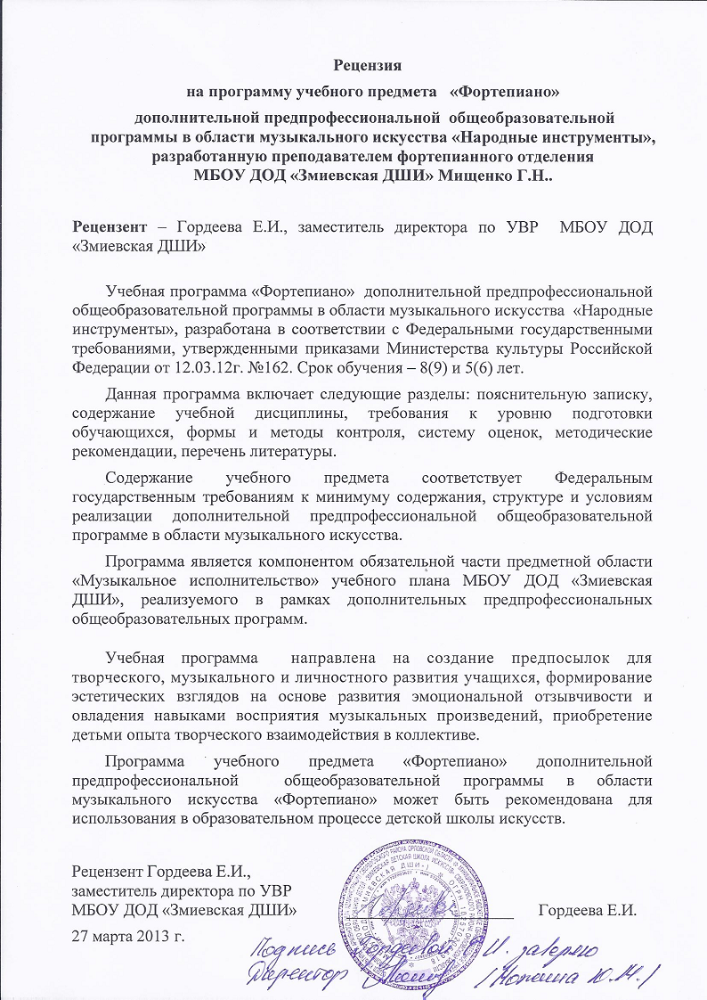 Рецензия
на программу учебного предмета «Фортепиано»
дополнительной предпрофессиональной общеобразовательной
программы в области музыкального искусства «Народные инструменты»,
разработанную преподавателем фортепианного отделения
МБОУ ДОД «Змиевская ДШИ» Мищенко Г.Н..
Рецензент – Гордеева Е.И., заместитель директора по УВР МБОУ ДОД
«Змиевская ДШИ»
Учебная программа «Фортепиано» дополнительной предпрофессиональной
общеобразовательной программы в области музыкального искусства «Народные
инструменты», разработана в соответствии с Федеральными государственными
требованиями, утвержденными приказами Министерства культуры Российской
Федерации от 12.03.12г. №162. Срок обучения – 8(9) и 5(6) лет.
Данная программа включает следующие разделы: пояснительную записку,
содержание учебной дисциплины, требования к уровню подготовки
обучающихся, формы и методы контроля, систему оценок, методические
рекомендации, перечень литературы.
Содержание учебного предмета соответствует Федеральным
государственным требованиям к минимуму содержания, структуре и условиям
реализации дополнительной предпрофессиональной общеобразовательной
программе в области музыкального искусства.
Программа является компонентом обязательной части предметной области
«Музыкальное исполнительство» учебного плана МБОУ ДОД «Змиевская
ДШИ», реализуемого в рамках дополнительных предпрофессиональных
общеобразовательных программ.
Учебная программа направлена на создание предпосылок для
творческого, музыкального и личностного развития учащихся, формирование
эстетических взглядов на основе развития эмоциональной отзывчивости и
овладения навыками восприятия музыкальных произведений, приобретение
детьми опыта творческого взаимодействия в коллективе.
Программа учебного предмета «Фортепиано» дополнительной
предпрофессиональной общеобразовательной программы в области
музыкального искусства «Фортепиано» может быть рекомендована для
использования в образовательном процессе детской школы искусств.
Рецензент Гордеева Е.И.,
заместитель директора по УВР
МБОУ ДОД «Змиевская ДШИ» Гордеева Е.И.
27 марта 2013 г.
Подпись Гордеевой Е.И. заверяю
Директор